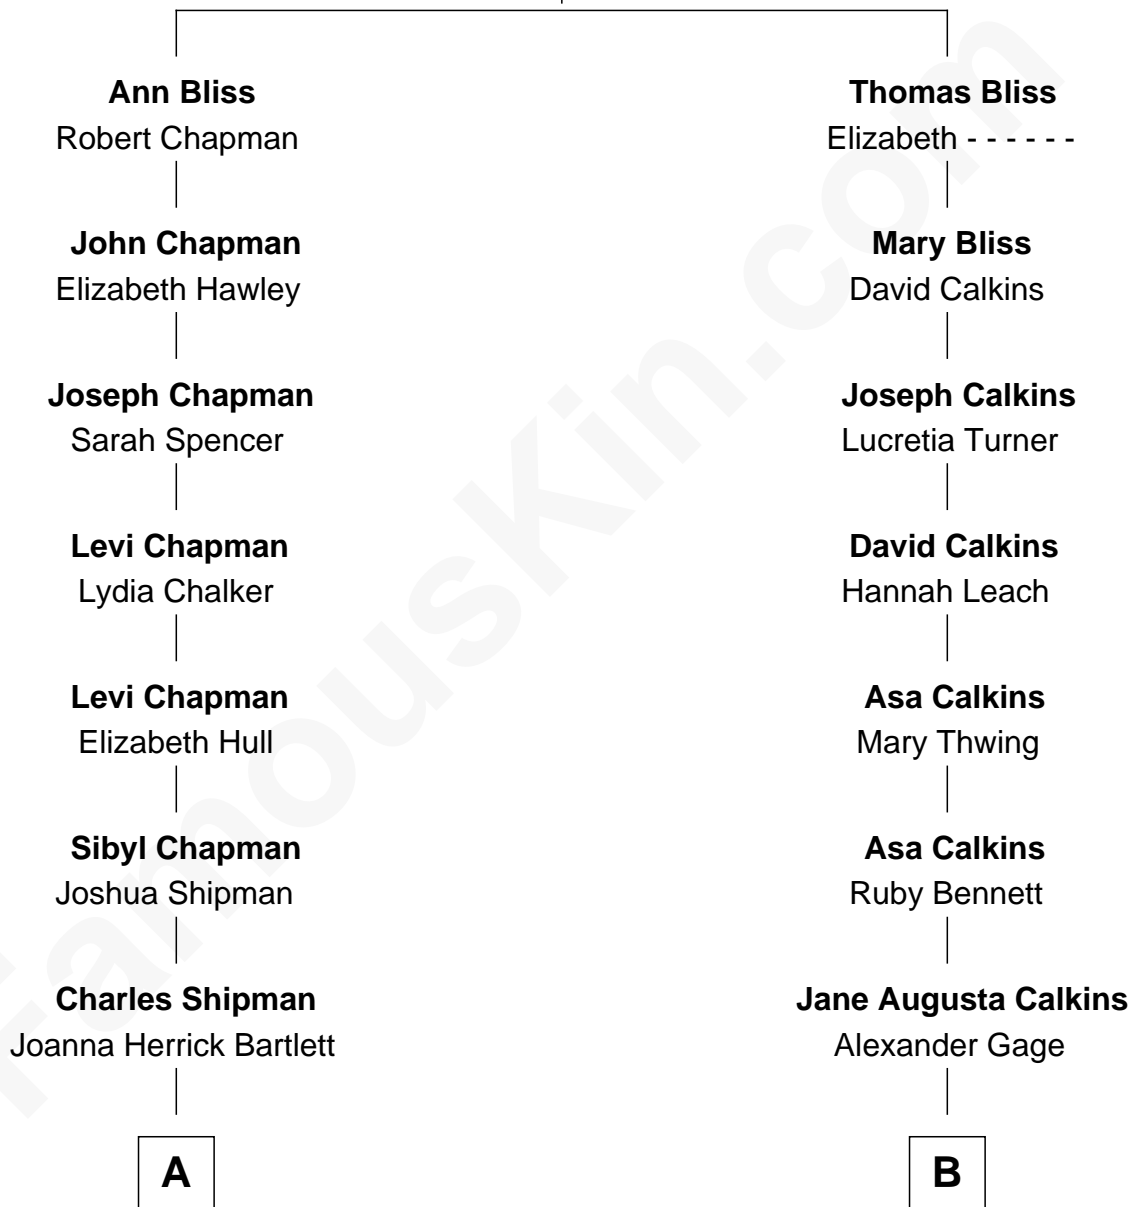 Ann Bliss
Robert Chapman
Thomas Bliss
Elizabeth - - - - - -
John Chapman
Elizabeth Hawley
Mary Bliss
David Calkins
Joseph Chapman
Sarah Spencer
Joseph Calkins
Lucretia Turner
Levi Chapman
Lydia Chalker
David Calkins
Hannah Leach
Levi Chapman
Elizabeth Hull
Asa Calkins
Mary Thwing
Sibyl Chapman
Joshua Shipman
Asa Calkins
Ruby Bennett
Charles Shipman
Joanna Herrick Bartlett
Jane Augusta Calkins
Alexander Gage
A
B
FamousKin.com